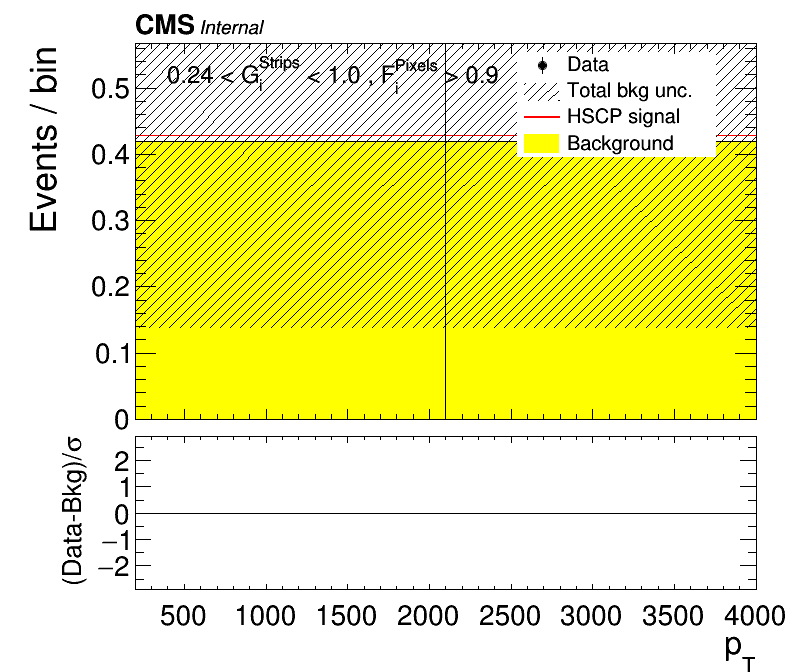 CMS Internal
0.24 < G_i^Strips < 1.0 , F_i^Pixels > 0.9
Data
Total bkg unc.
HSCP signal
Background
Events / bin
0.5
0.4
0.3
0.2
0.1
0
(Data-Bkg)/σ
2
1
0
−1
−2
500 1000 1500 2000 2500 3000 3500 4000
p_T